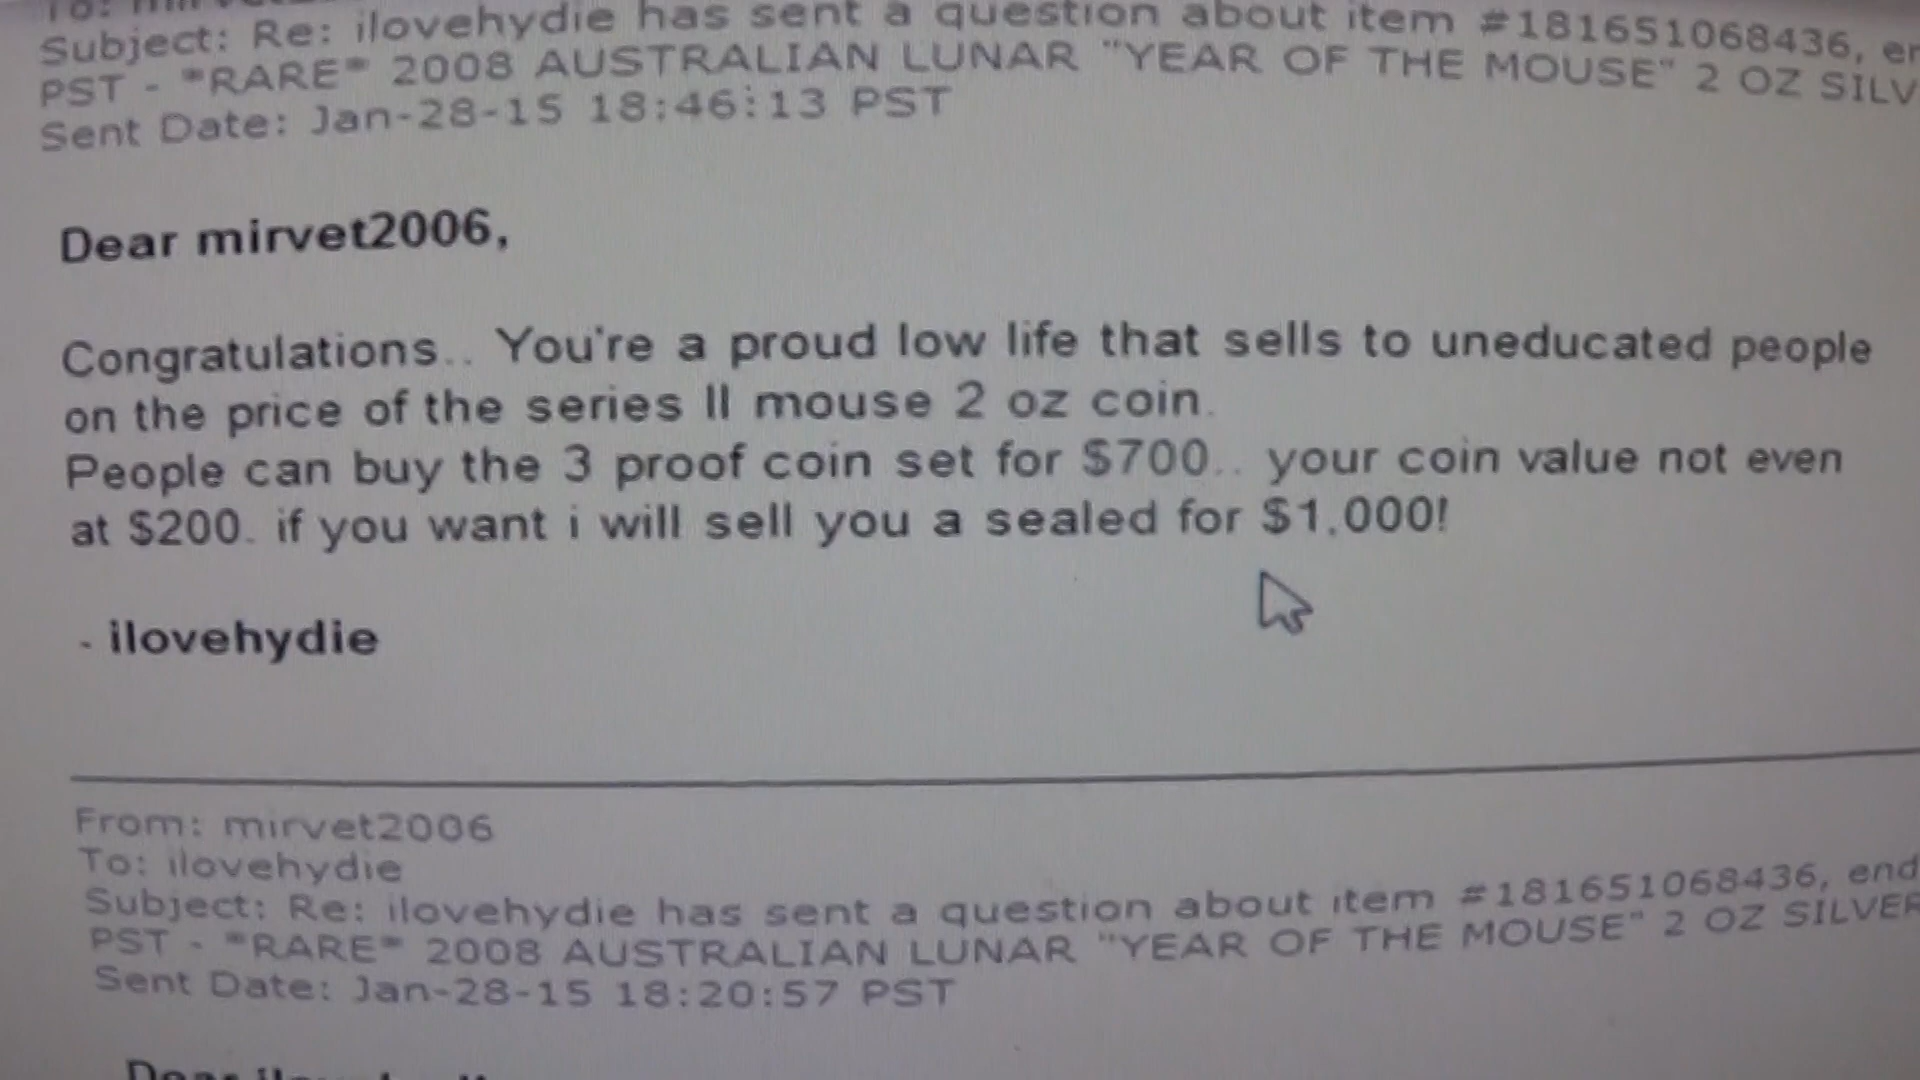 To:
Subject: Re: ilovehydie has sent a question about item #181651068436, en
PST - *RARE* 2008 AUSTRALIAN LUNAR "YEAR OF THE MOUSE" 2 OZ SILV
Sent Date: Jan-28-15 18:46:13 PST
Dear mirvet2006,
Congratulations.. You're a proud low life that sells to uneducated people
on the price of the series II mouse 2 oz coin.
People can buy the 3 proof coin set for $700.. your coin value not even
at $200. if you want i will sell you a sealed for $1.000!
- ilovehydie
From: mirvet2006
To: ilovehydie
Subject: Re: ilovehydie has sent a question about item #181651068436, end
PST - *RARE* 2008 AUSTRALIAN LUNAR "YEAR OF THE MOUSE" 2 OZ SILVER
Sent Date: Jan-28-15 18:20:57 PST
Dear